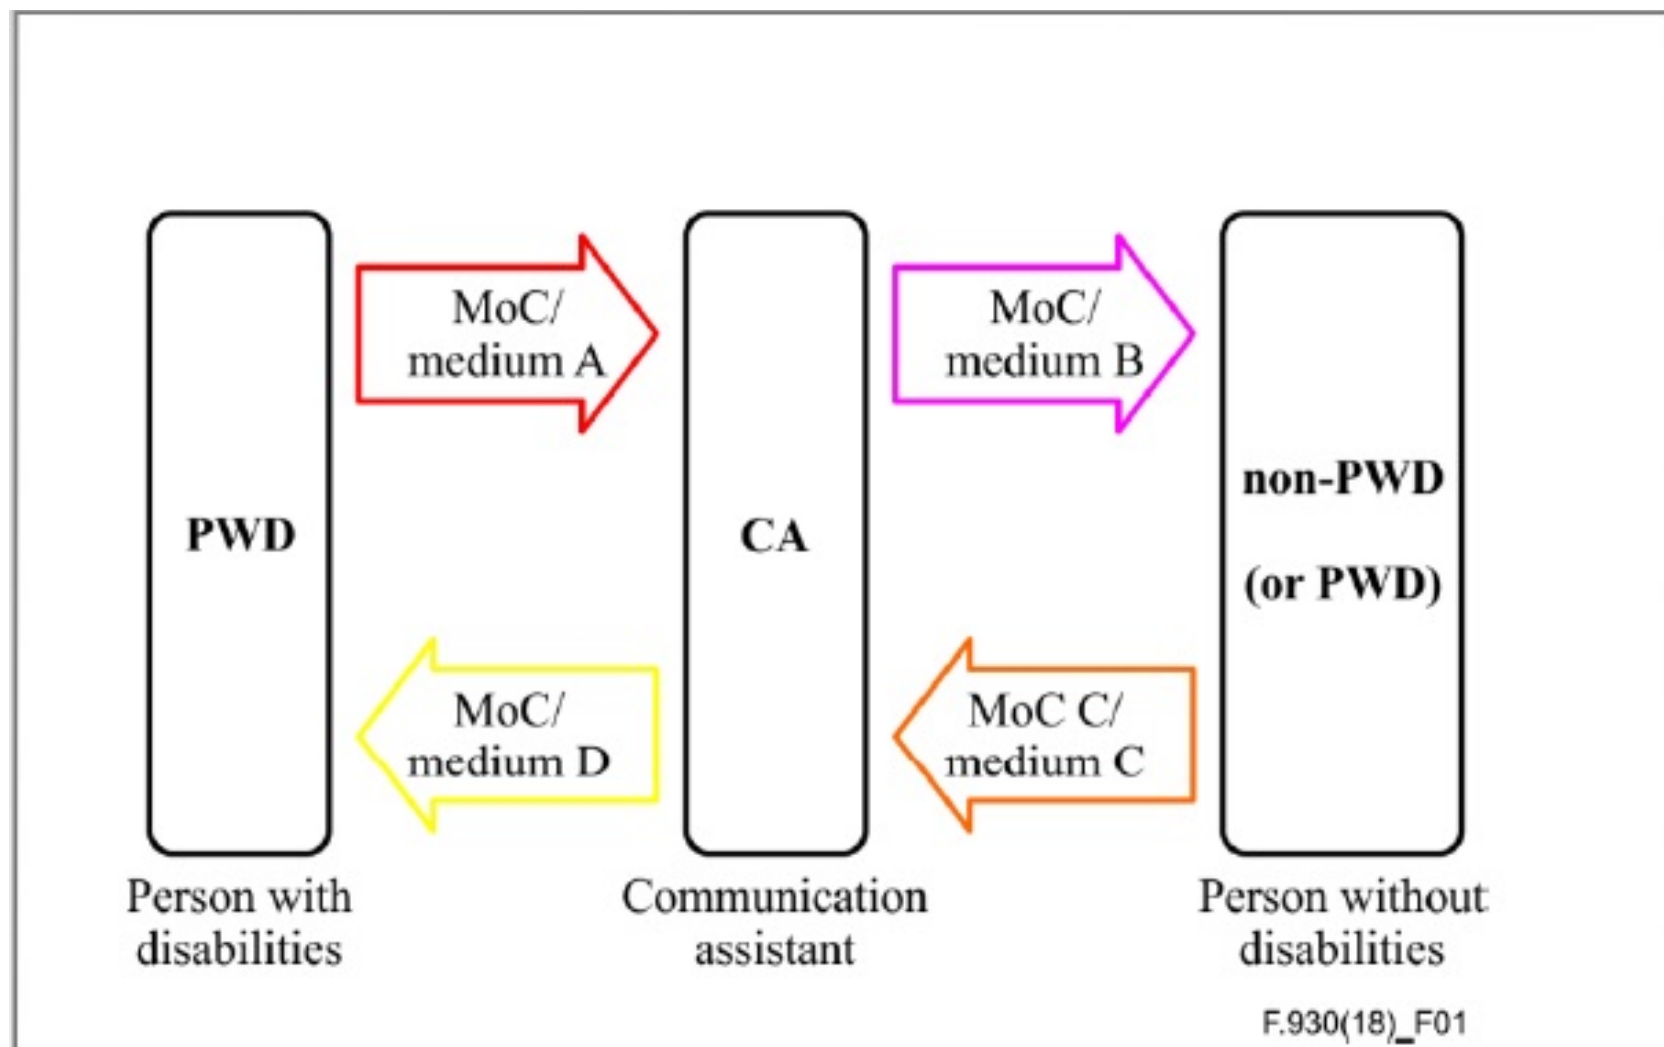 MoC/
medium A
MoC/
medium B
PWD
CA
non-PWD
(or PWD)
MoC/
medium D
MoC C/
medium C
Person with
disabilities
Communication
assistant
Person without
disabilities
F.930(18)_F01